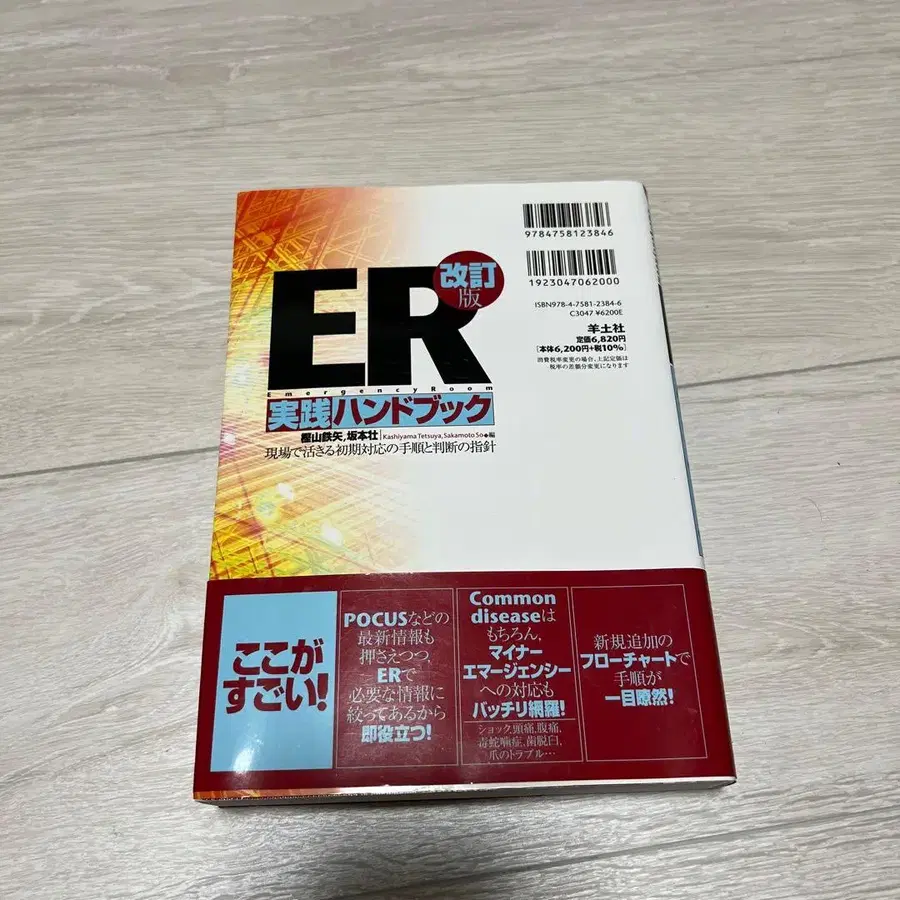 9784758123846
1923047062000
ISBN978-4-7581-2384-6
C3047 ¥6200E
羊土社
定価6,820円
[本体6,200円+税10%]
消費税率変更の場合,上記定価は
税率の差額分変更になります
ER
改訂
版
Emergency Room
実践ハンドブック
樫山鉄矢,坂本壮 Kashiyama Tetsuya, Sakamoto So◆編
現場で活きる初期対応の手順と判断の指針
ここが
すごい!
POCUSなどの
最新情報も
押さえつつ,
ERで
必要な情報に
絞ってあるから
即役立つ!
Common
diseaseは
もちろん,
マイナー
エマージェンシー
への対応も
バッチリ網羅!
ショック,頭痛,腹痛,
毒蛇咬症,歯脱臼,
爪のトラブル…
新規追加の
フローチャートで
手順が
一目瞭然!